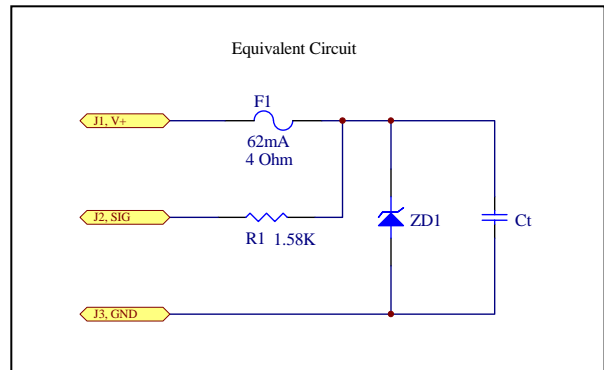 Equivalent Circuit
F1
J1, V+
62mA
4 Ohm
J2, SIG
R1 1.58K
ZD1
Ct
J3, GND